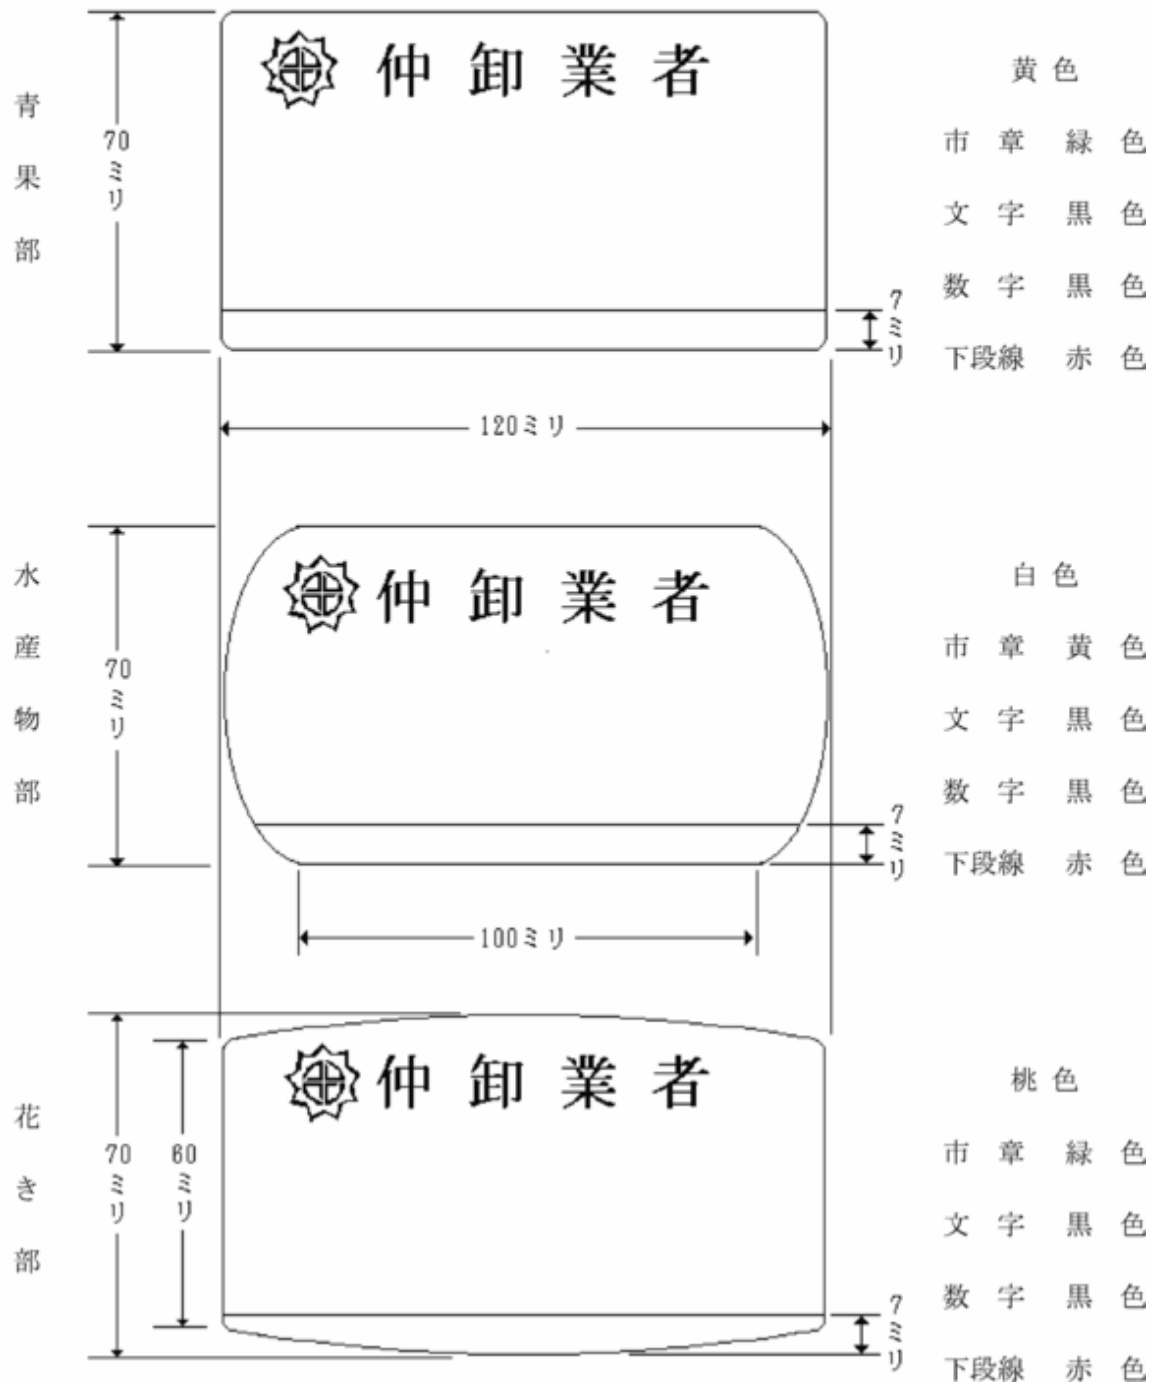 青果部
70ミリ
仲卸業者
7ミリ
120ミリ
黄色
市章緑色
文字黒色
数字黒色
下段線赤色
水産物部
70ミリ
仲卸業者
7ミリ
100ミリ
白色
市章黄色
文字黒色
数字黒色
下段線赤色
花き部
70ミリ
60ミリ
仲卸業者
7ミリ
桃色
市章緑色
文字黒色
数字黒色
下段線赤色